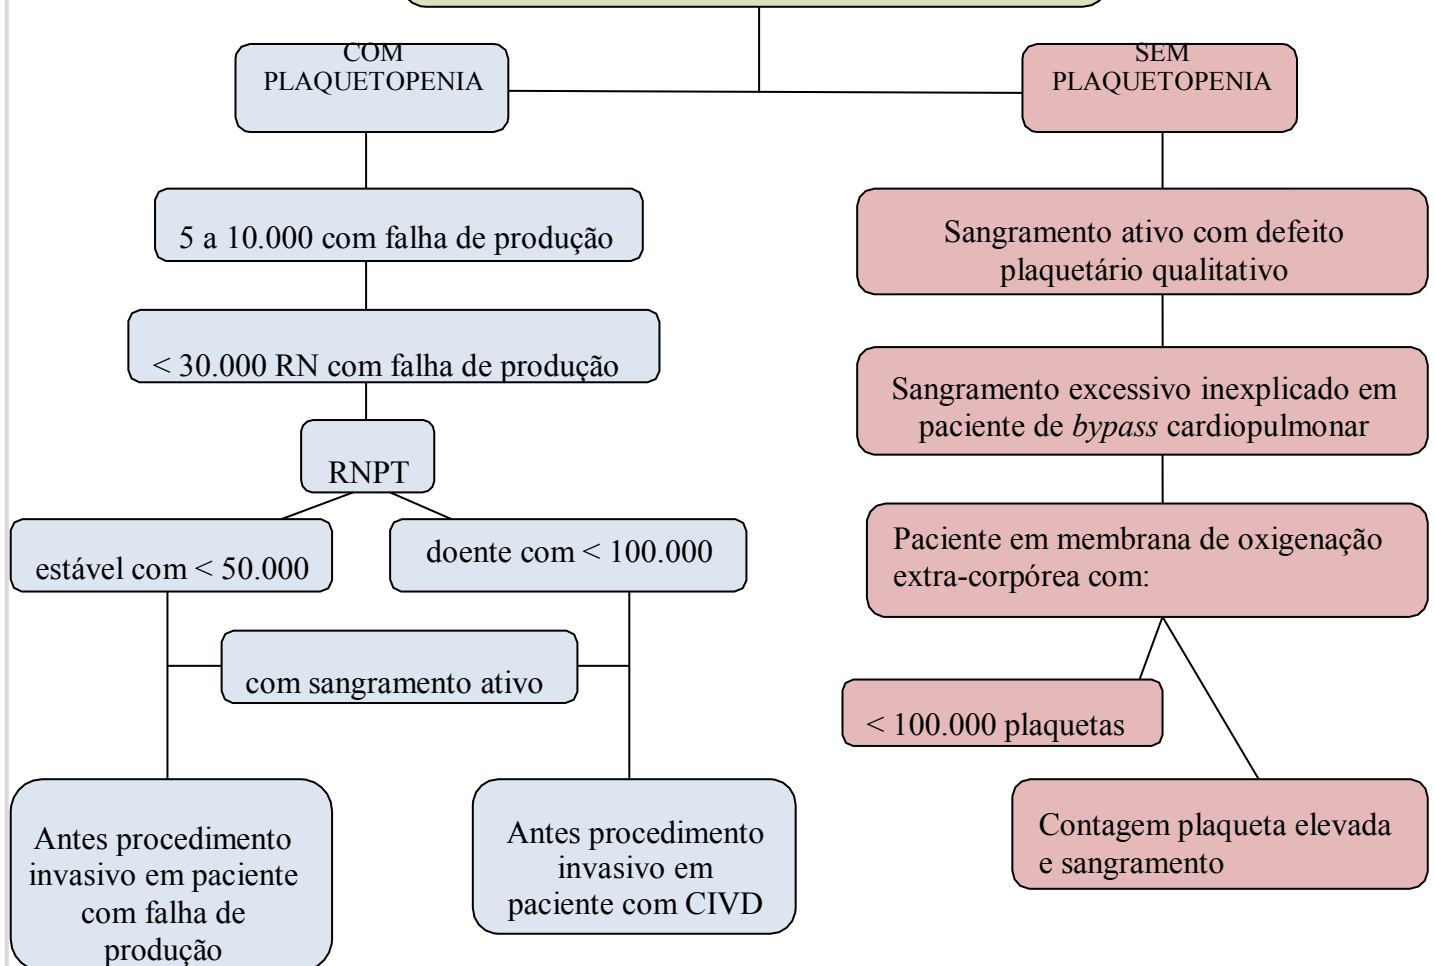 COM
PLAQUETOPENIA
SEM
PLAQUETOPENIA
5 a 10.000 com falha de produção
< 30.000 RN com falha de produção
RNPT
estável com < 50.000
doente com < 100.000
com sangramento ativo
Antes procedimento
invasivo em paciente
com falha de
produção
Antes procedimento
invasivo em
paciente com CIVD
Sangramento ativo com defeito
plaquetário qualitativo
Sangramento excessivo inexplicado em
paciente de bypass cardiopulmonar
Paciente em membrana de oxigenação
extra-corpórea com:
< 100.000 plaquetas
Contagem plaqueta elevada
e sangramento